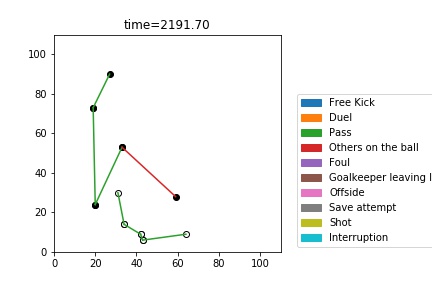 time=2191.70
100
80
60
40
20
0
0 20 40 60 80 100
Free Kick
Duel
Pass
Others on the ball
Foul
Goalkeeper leaving l
Offside
Save attempt
Shot
Interruption